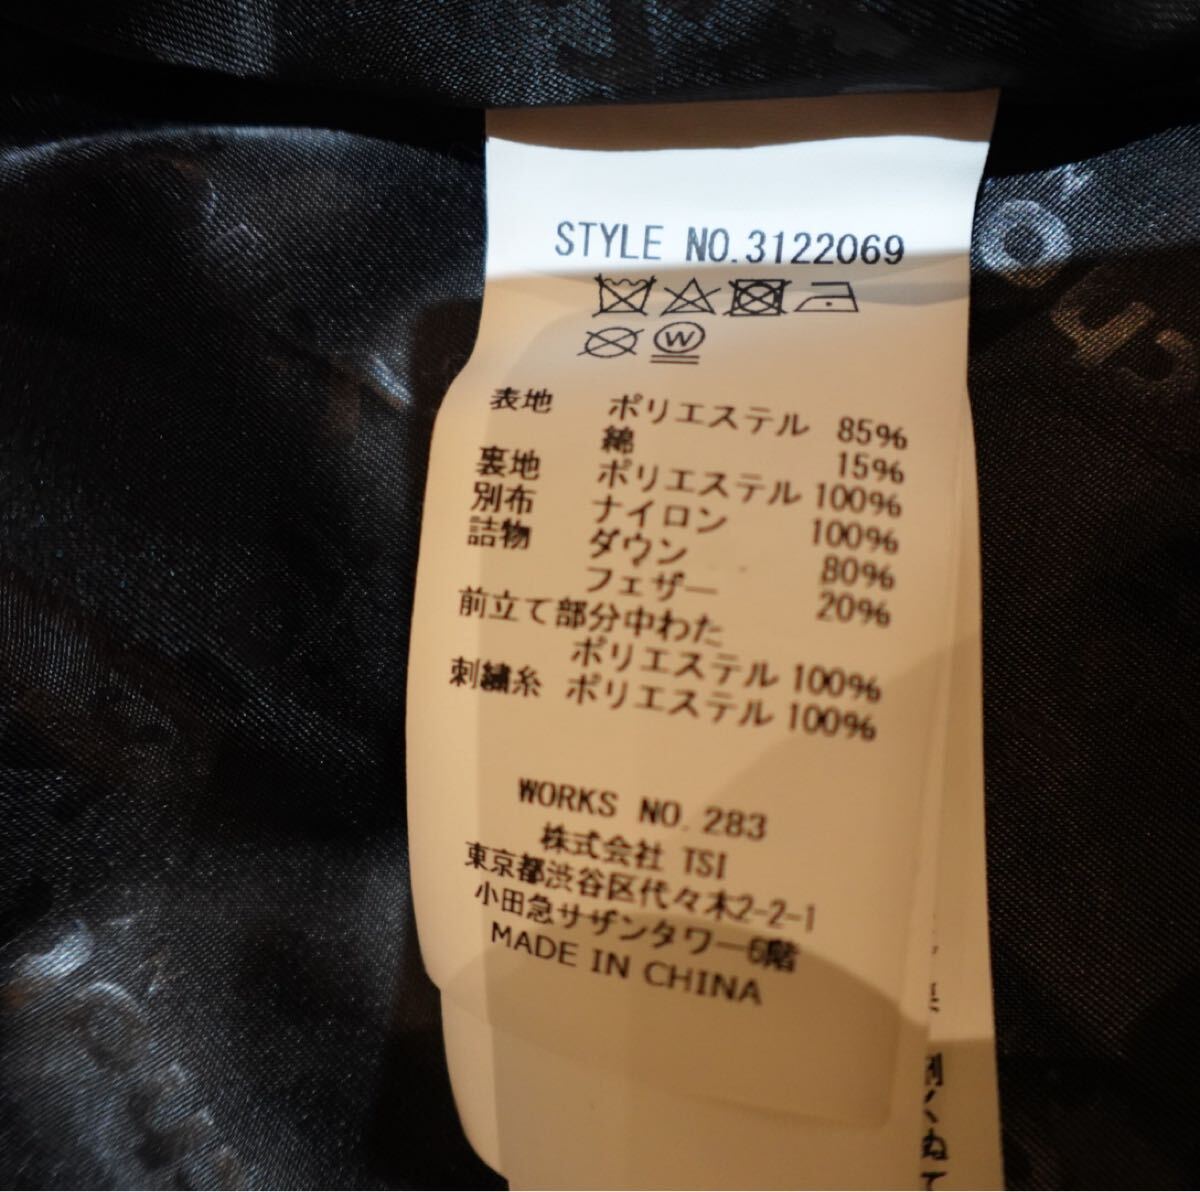 STYLE NO.3122069
W
表地 ポリエステル 85%
綿 15%
裏地 ポリエステル 100%
別布 ナイロン 100%
詰物 ダウン 80%
フェザー 20%
前立て部分中わた
ポリエステル 100%
刺繍糸 ポリエステル 100%
WORKS NO.283
株式会社 TSI
東京都渋谷区代々木2-2-1
小田急サザンタワー6階
MADE IN CHINA